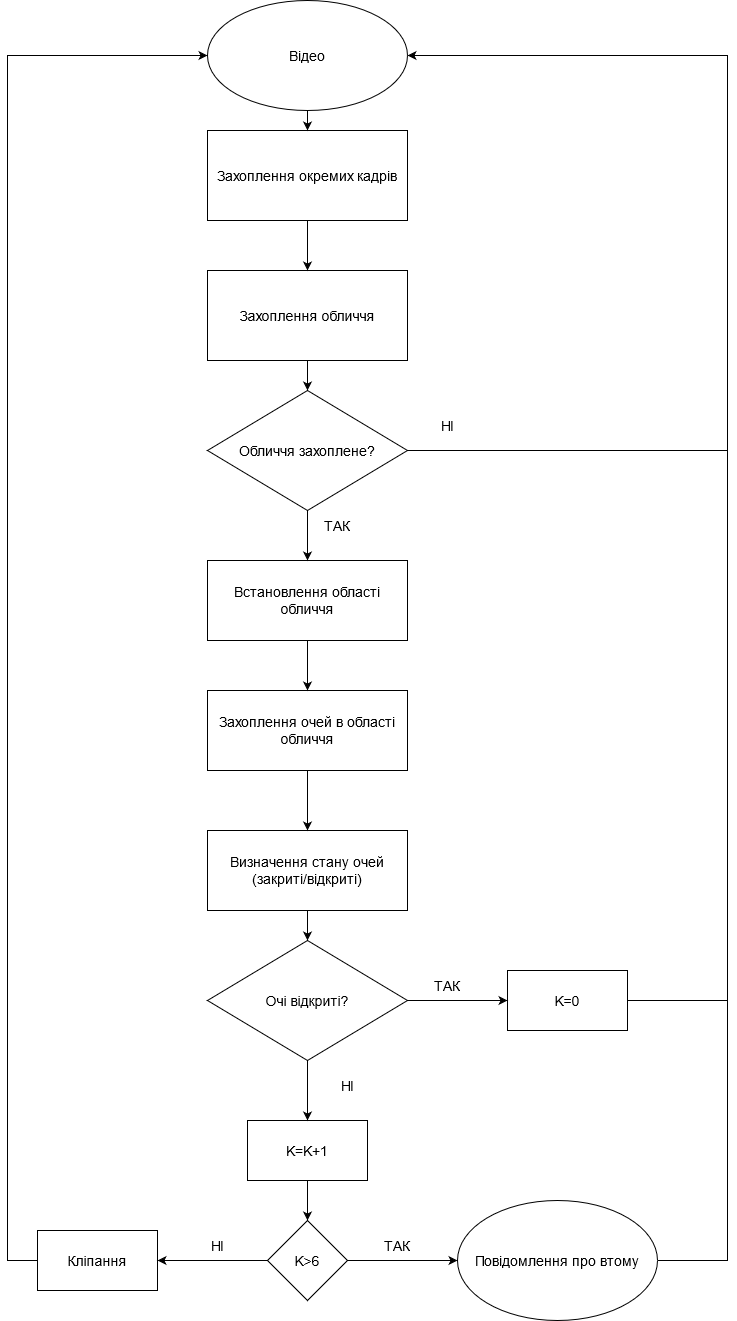 Відео
Захоплення окремих кадрів
Захоплення обличчя
Обличчя захоплене?
НІ
ТАК
Встановлення області
обличчя
Захоплення очей в області
обличчя
Визначення стану очей
(закриті/відкриті)
Очі відкриті?
ТАК
K=0
НІ
K=K+1
K>6
НІ
ТАК
Кліпання
Повідомлення про втому